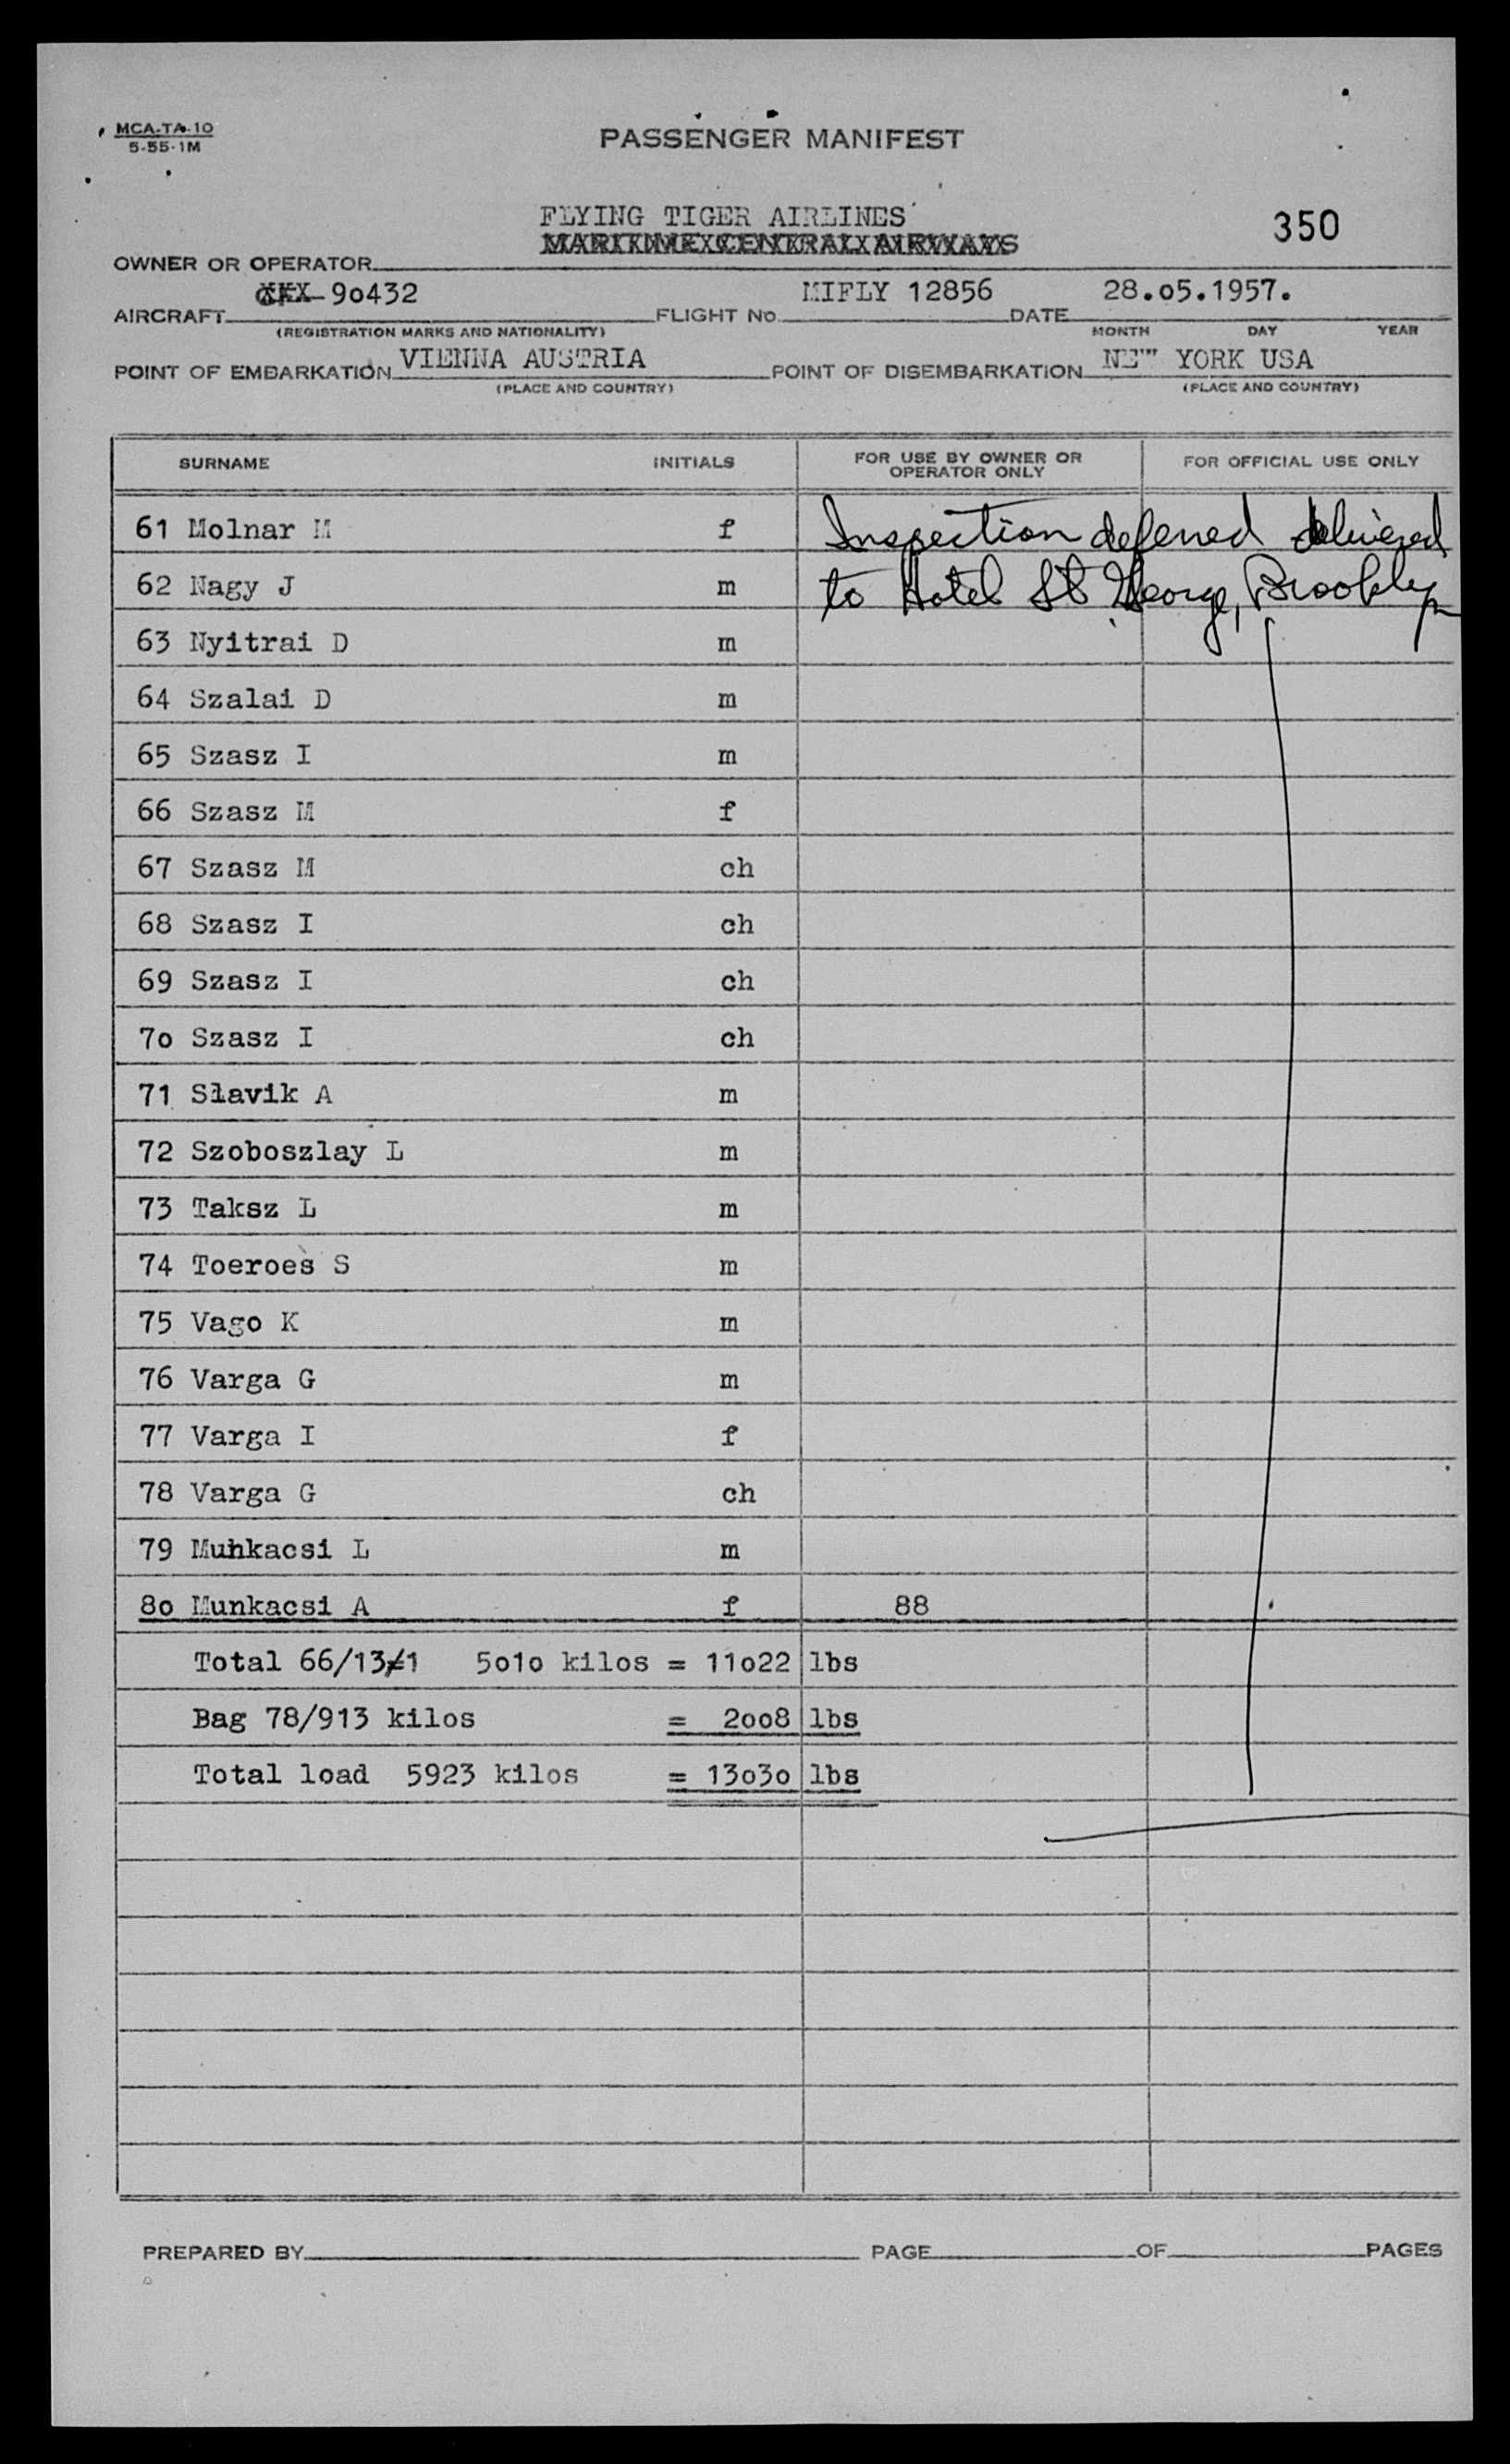 MCA-TA-10
5-55-1M
PASSENGER MANIFEST
FLYING TIGER AIRLINES
350
MARITIME CENTRAL AIRWAYS
OWNER OR OPERATOR
90432 MIFLY 12856 28.05.1957.
AIRCRAFT FLIGHT No. DATE
(REGISTRATION MARKS AND NATIONALITY) MONTH DAY YEAR
POINT OF EMBARKATION VIENNA AUSTRIA POINT OF DISEMBARKATION NEW YORK USA
(PLACE AND COUNTRY) (PLACE AND COUNTRY)
SURNAME INITIALS FOR USE BY OWNER OR OPERATOR ONLY FOR OFFICIAL USE ONLY
61 Molnar M f Inspection deferred delivered
62 Nagy J m to Hotel St George, Brooklyn
63 Nyitrai D m
64 Szalai D m
65 Szasz I m
66 Szasz M f
67 Szasz M ch
68 Szasz I ch
69 Szasz I ch
7o Szasz I ch
71 Slavik A m
72 Szoboszlay L m
73 Taksz L m
74 Toeroes S m
75 Vago K m
76 Varga G m
77 Varga I f
78 Varga G ch
79 Munkacsi L m
8o Munkacsi A f 88
Total 66/13/1 5o1o kilos = 11o22 lbs
Bag 78/913 kilos = 2oo8 lbs
Total load 5923 kilos = 13o3o lbs
PREPARED BY PAGE OF PAGES